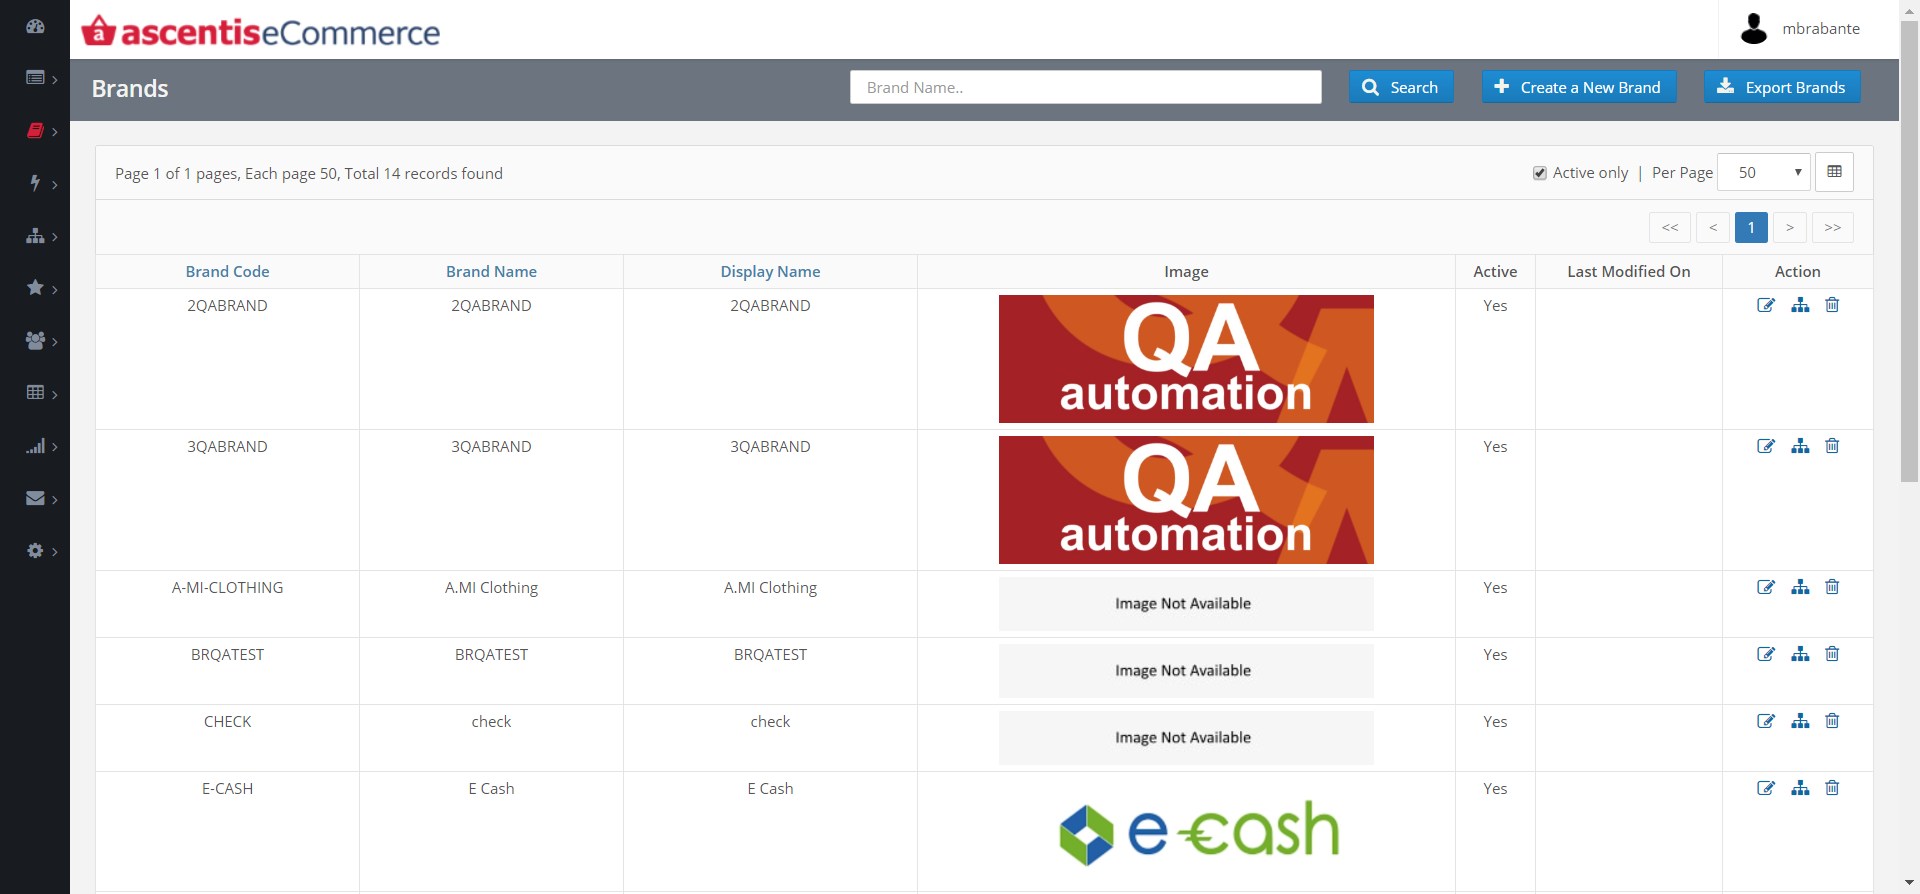 ascentiseCommerce
mbrabante
Brands
Brand Name..
Search
Create a New Brand
Export Brands
Page 1 of 1 pages, Each page 50, Total 14 records found
Active only | Per Page 50
<< < 1 > >>
Brand Code Brand Name Display Name Image Active Last Modified On Action
2QABRAND 2QABRAND 2QABRAND Yes
QA
automation
3QABRAND 3QABRAND 3QABRAND Yes
QA
automation
A-MI-CLOTHING A.MI Clothing A.MI Clothing Yes
Image Not Available
BRQATEST BRQATEST BRQATEST Yes
Image Not Available
CHECK check check Yes
Image Not Available
E-CASH E Cash E Cash Yes
e-€cash